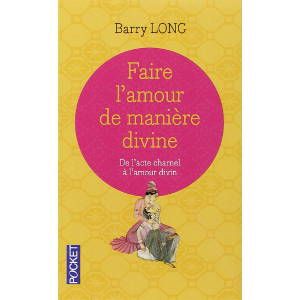 Barry LONG
Faire
l'amour
de manière
divine
De l'acte charnel
à l'amour divin
POCKET